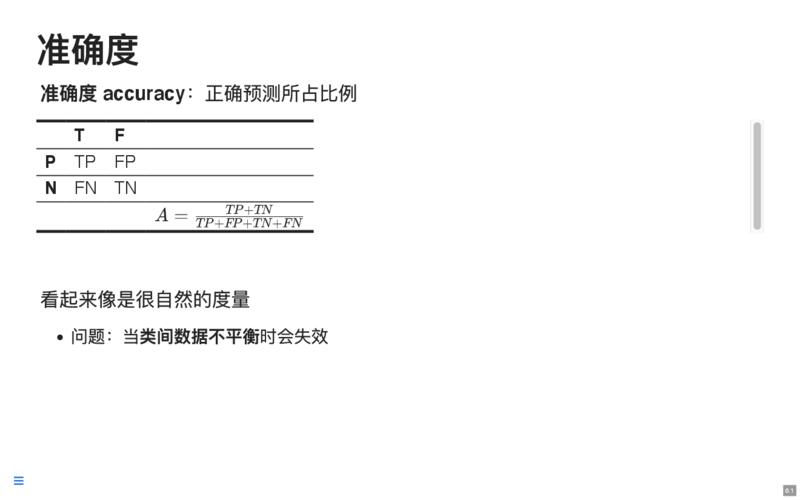 准确度
准确度 accuracy：正确预测所占比例
T F
P TP FP
N FN TN
A = \frac{TP+TN}{TP+FP+TN+FN}
看起来像是很自然的度量
• 问题：当类间数据不平衡时会失效
6.1